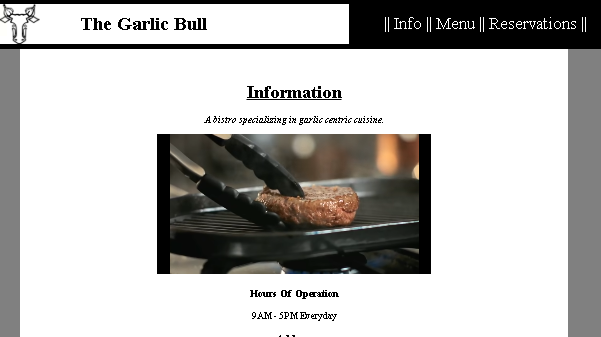 The Garlic Bull
|| Info || Menu || Reservations ||
Information
A bistro specializing in garlic centric cuisine.
Hours Of Operation
9AM - 5PM Everyday